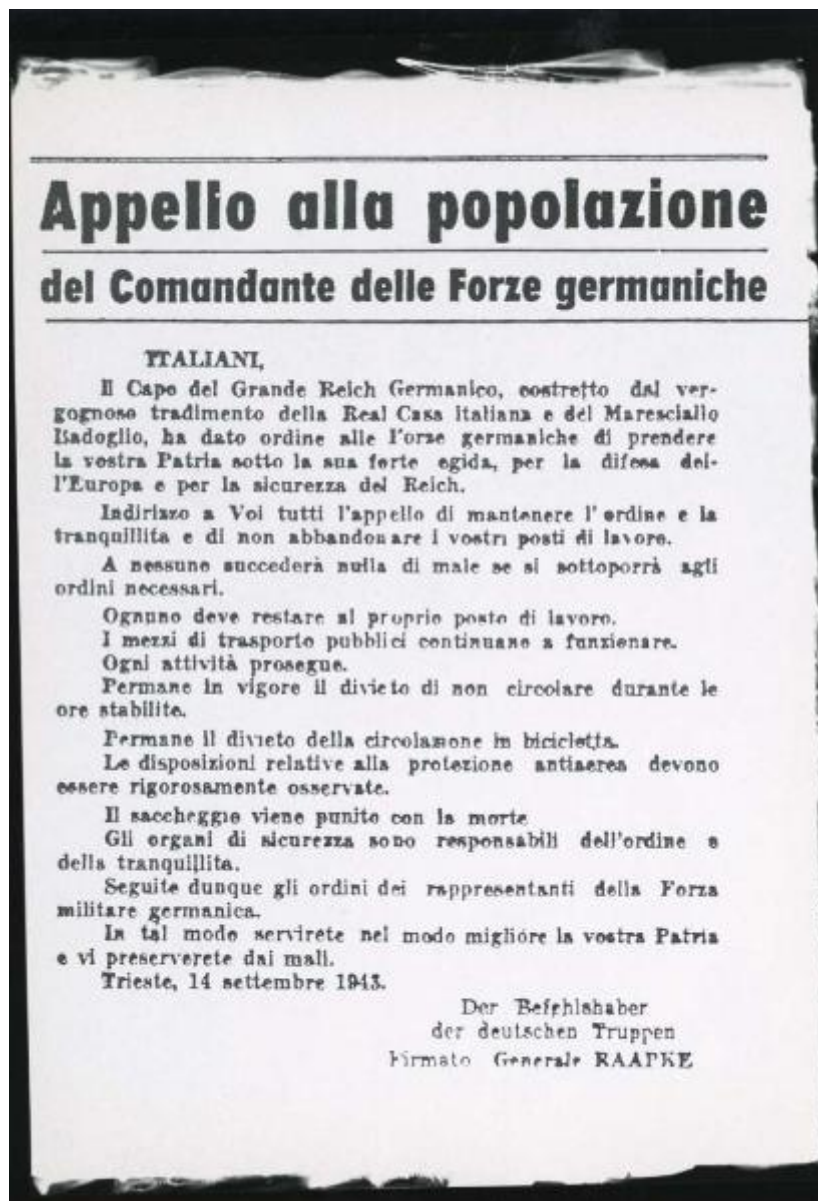 Appello alla popolazione
del Comandante delle Forze germaniche
ITALIANI,
Il Capo del Grande Reich Germanico, costretto dal ver-
gognoso tradimento della Real Casa italiana e del Maresciallo
Badoglio, ha dato ordine alle Forze germaniche di prendere
la vostra Patria sotto la sua forte egida, per la difesa del-
l'Europa e per la sicurezza del Reich.
Indirizzo a Voi tutti l'appello di mantenere l'ordine e la
tranquillita e di non abbandonare i vostri posti di lavoro.
A nessuno succederà nulla di male se si sottoporrà agli
ordini necessari.
Ognuno deve restare al proprio posto di lavoro.
I mezzi di trasporto pubblici continuano a funzionare.
Ogni attività prosegue.
Permane in vigore il divieto di non circolare durante le
ore stabilite.
Permane il divieto della circolazione in bicicletta.
Le disposizioni relative alla protezione antiaerea devono
essere rigorosamente osservate.
Il saccheggio viene punito con la morte
Gli organi di sicurezza sono responsabili dell'ordine e
della tranquillita.
Seguite dunque gli ordini dei rappresentanti della Forza
militare germanica.
In tal modo servirete nel modo migliore la vostra Patria
e vi preserverete dai mali.
Trieste, 14 settembre 1943.
Der Befehlshaber
der deutschen Truppen
Firmato Generale RAAPKE